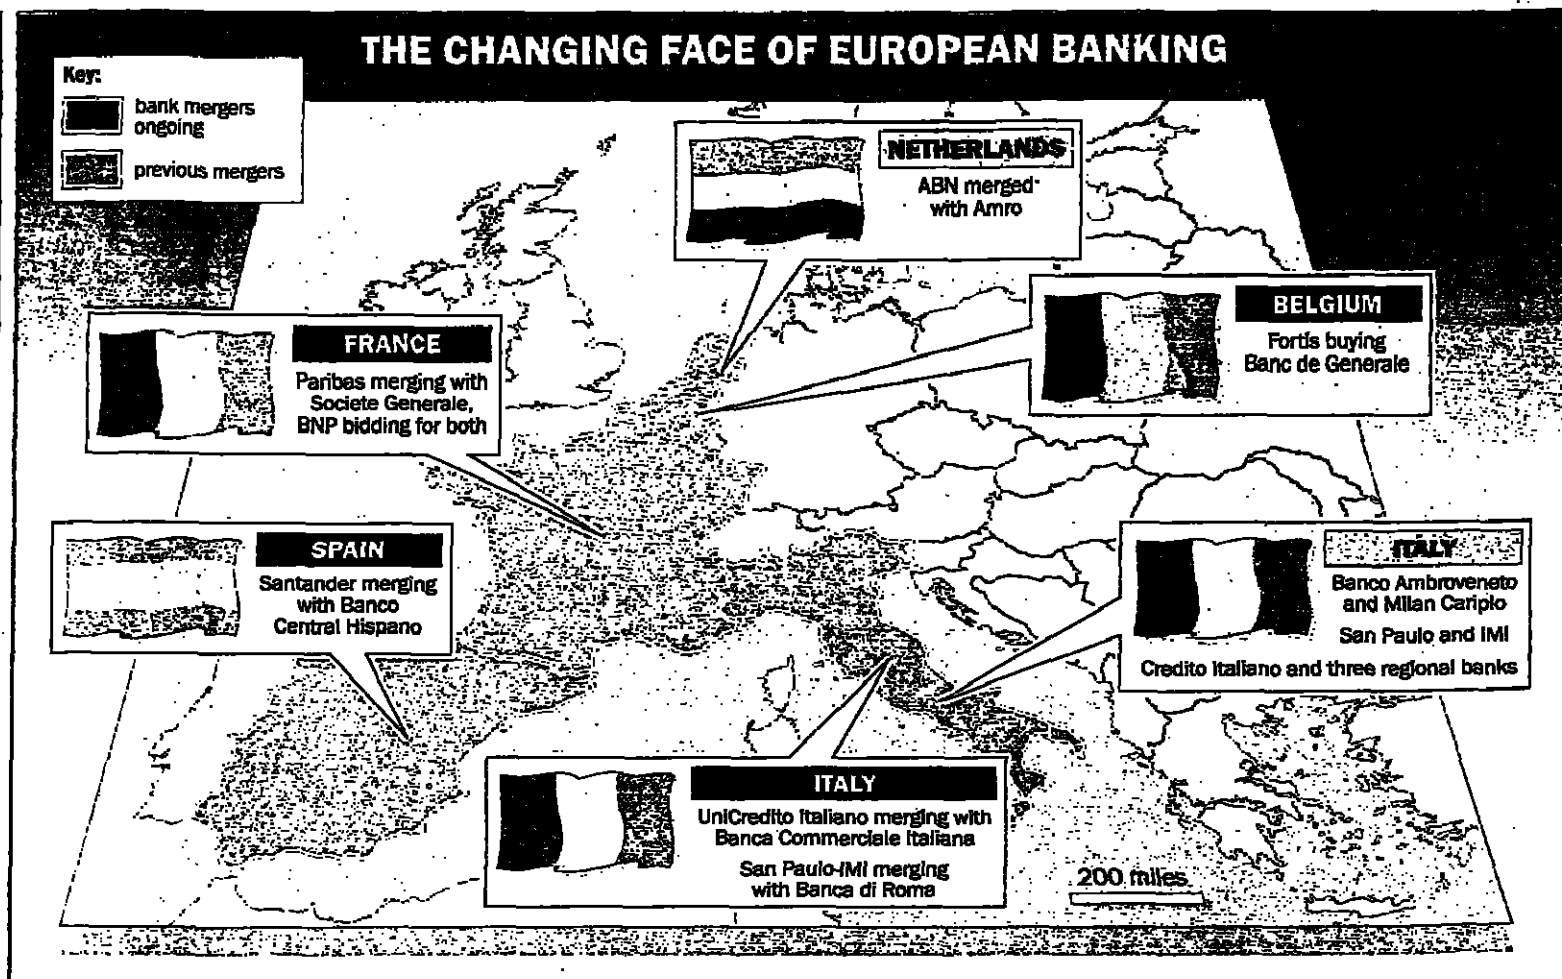 THE CHANGING FACE OF EUROPEAN BANKING
Key:
bank mergers
ongoing
previous mergers
NETHERLANDS
ABN merged
with Amro
BELGIUM
Fortis buying
Banc de Generale
FRANCE
Paribas merging with
Societe Generale,
BNP bidding for both
SPAIN
Santander merging
with Banco
Central Hispano
ITALY
Banco Ambroveneto
and Milan Cariplo
San Paulo and IMI
Credito Italiano and three regional banks
ITALY
UniCredito Italiano merging with
Banca Commerciale Italiana
San Paulo-IMI merging
with Banca di Roma
200 miles